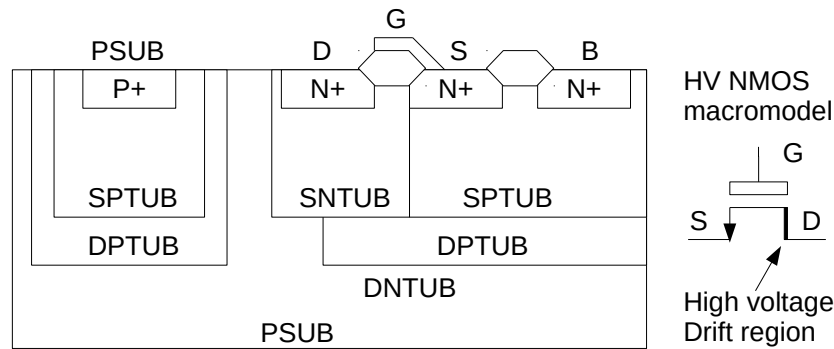 G
PSUB D S B
P+ N+ N+ N+
HV NMOS
macromodel
G
SPTUB SNTUB SPTUB
S D
DPTUB DPTUB
DNTUB
High voltage
Drift region
PSUB